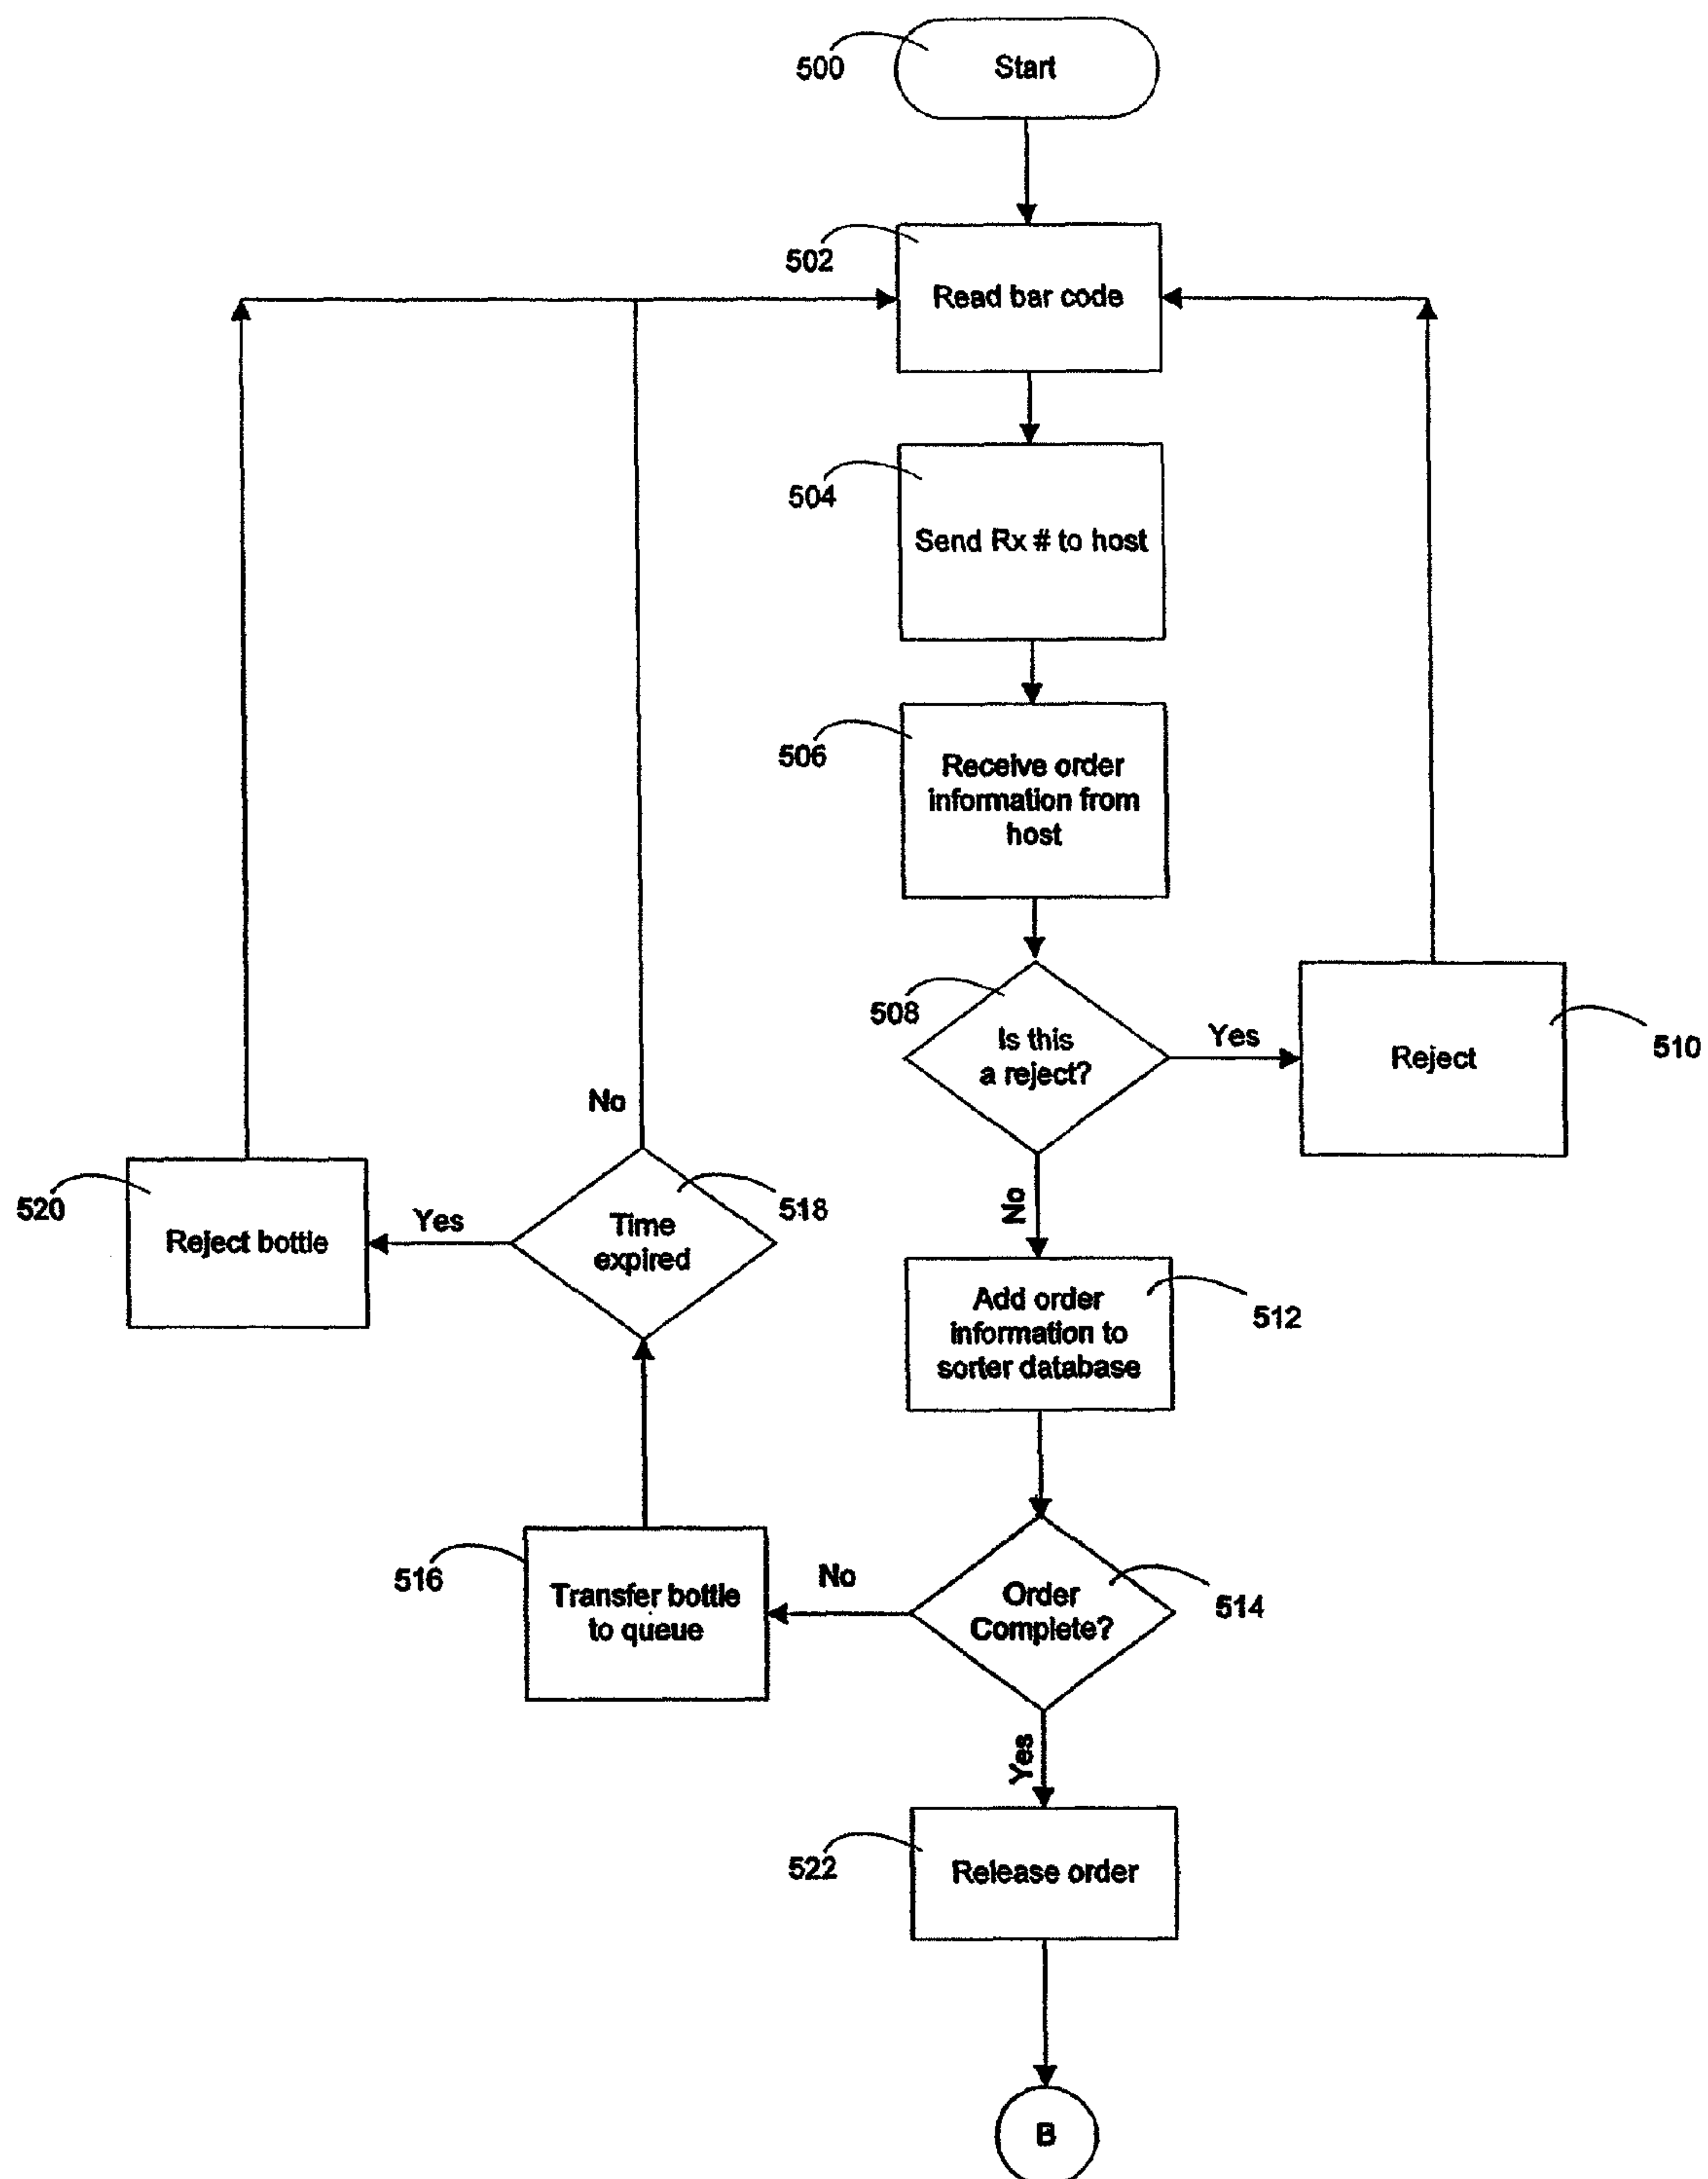 500
Start
502
Read bar code
504
Send Rx # to host
506
Receive order
information from
host
508
Is this
a reject?
Yes
Reject
510
No
No
520
Reject bottle
Yes
Time
expired
518
Add order
information to
sorter database
512
516
Transfer bottle
to queue
No
Order
Complete?
514
Yes
522
Release order
B